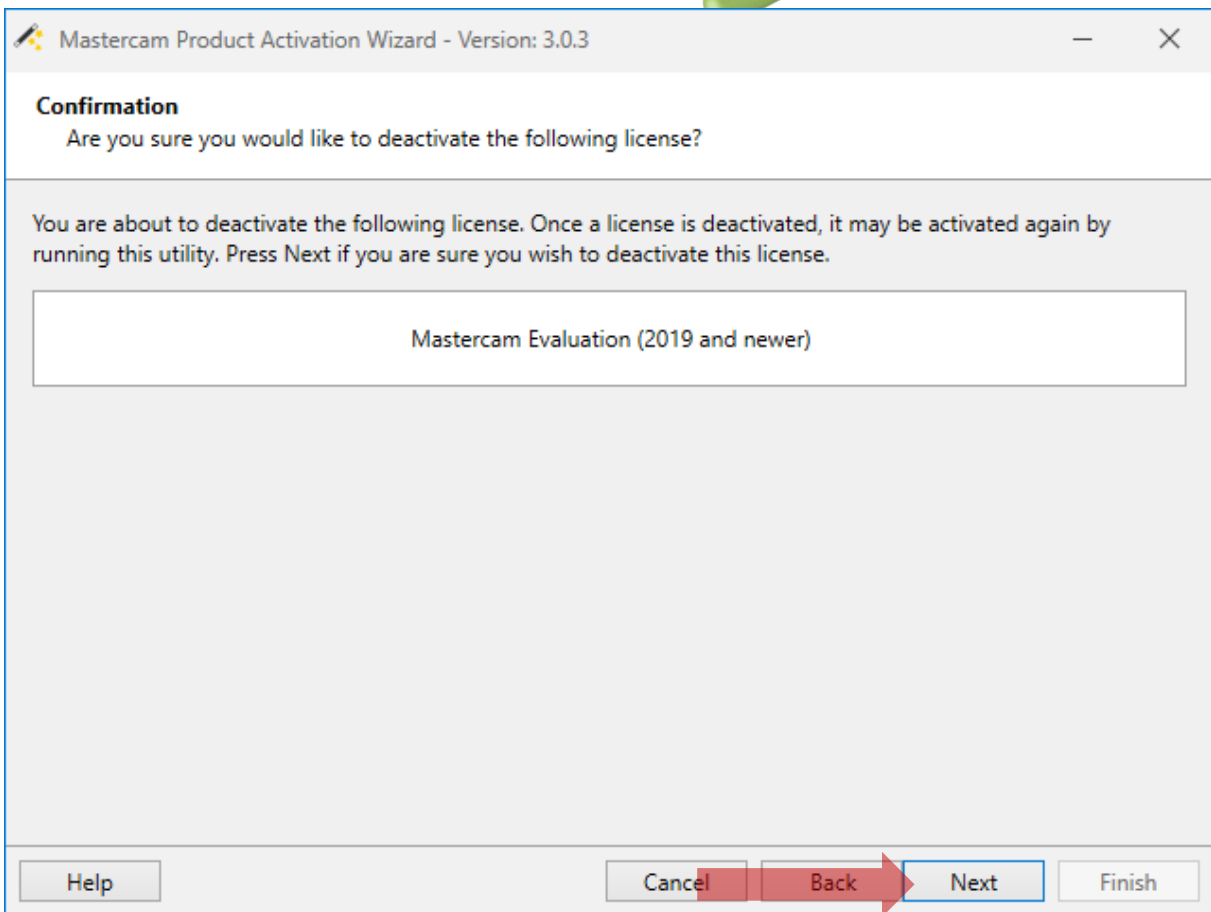 Mastercam Product Activation Wizard - Version: 3.0.3
Confirmation
Are you sure you would like to deactivate the following license?
You are about to deactivate the following license. Once a license is deactivated, it may be activated again by
running this utility. Press Next if you are sure you wish to deactivate this license.
Mastercam Evaluation (2019 and newer)
Help Cancel Back Next Finish